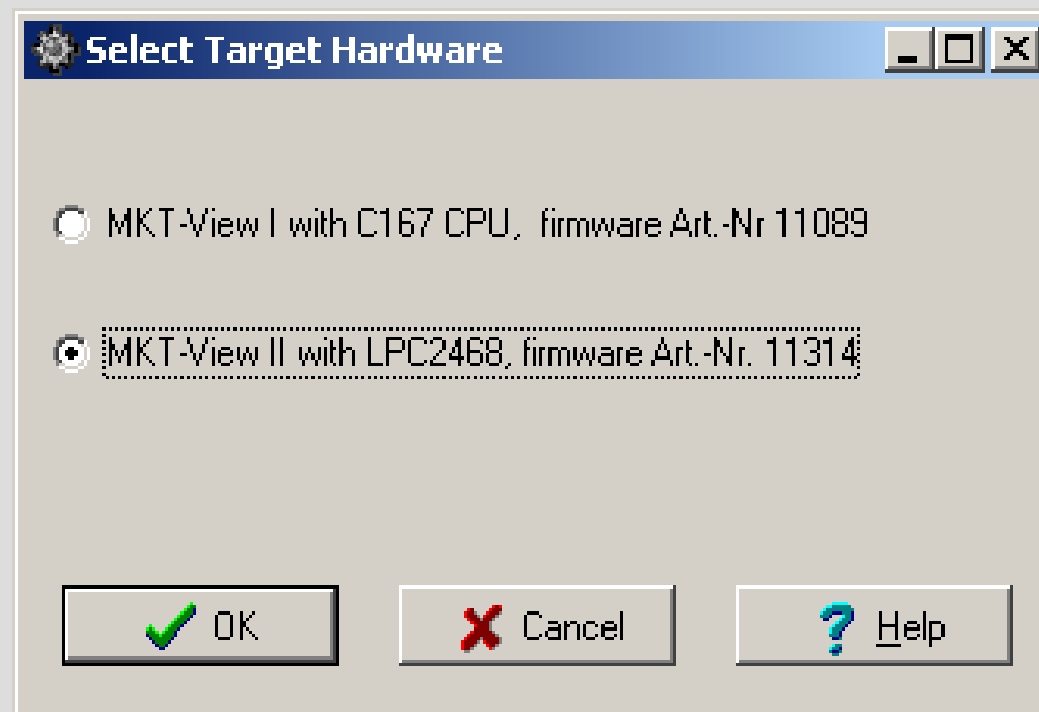 Select Target Hardware
MKT-View I with C167 CPU,  firmware Art.-Nr 11089
MKT-View II with LPC2468, firmware Art.-Nr. 11314
OK
Cancel
Help